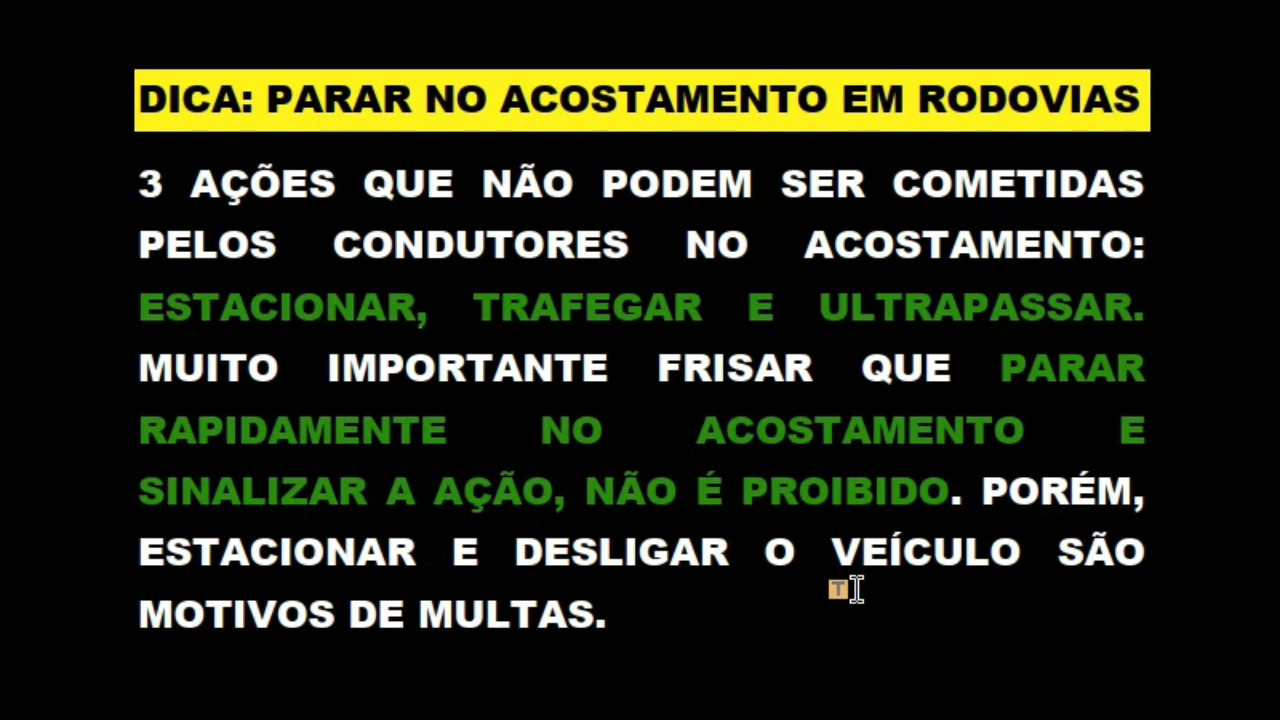 DICA: PARAR NO ACOSTAMENTO EM RODOVIAS
3 AÇÕES QUE NÃO PODEM SER COMETIDAS
PELOS CONDUTORES NO ACOSTAMENTO:
ESTACIONAR, TRAFEGAR E ULTRAPASSAR.
MUITO IMPORTANTE FRISAR QUE PARAR
RAPIDAMENTE NO ACOSTAMENTO E
SINALIZAR A AÇÃO, NÃO É PROIBIDO. PORÉM,
ESTACIONAR E DESLIGAR O VEÍCULO SÃO
T
MOTIVOS DE MULTAS.